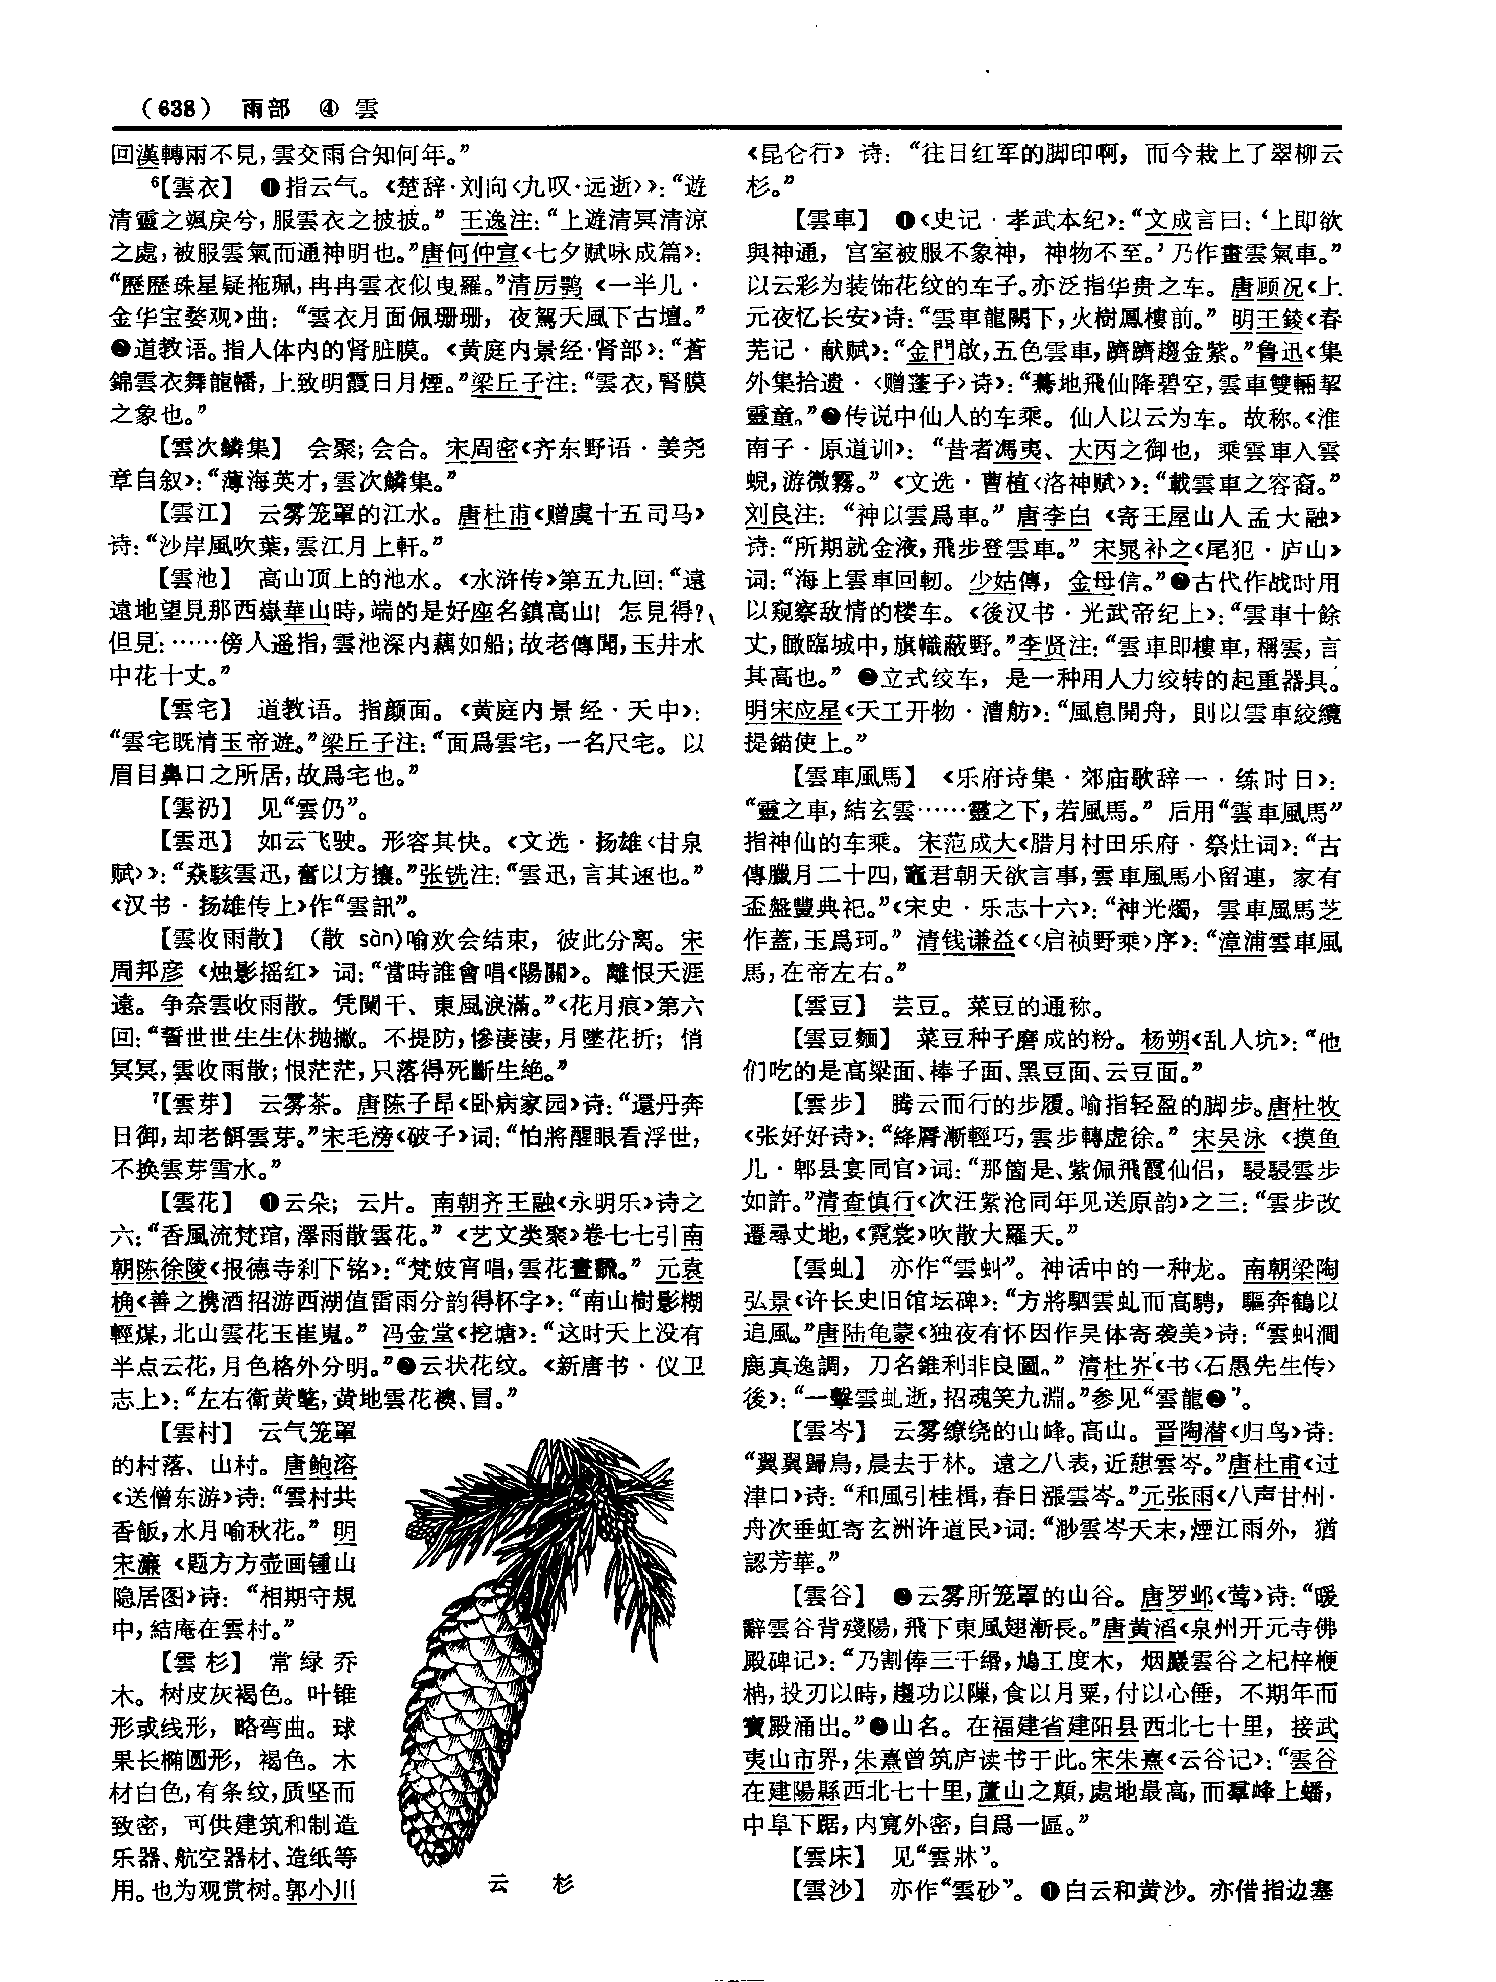 （638） 雨部 ④ 雲
回漢轉兩不見，雲交雨合知何年。”
⁶【雲衣】 ❶指云气。《楚辞·刘向〈九叹·远逝〉》：“遊
清靈之颯戾兮，服雲衣之披披。” 王逸注：“上遊清冥清涼
之處，被服雲氣而通神明也。”唐何仲宣《七夕赋咏成篇》：
“歷歷珠星疑拖珮，冉冉雲衣似曳羅。”清厉鹗《一半儿·
金华宝婺观》曲：“雲衣月面佩珊珊，夜駕天風下古壇。”
❷道教语。指人体内的肾脏膜。《黄庭内景经·肾部》：“蒼
錦雲衣舞龍幡，上致明霞日月煙。”梁丘子注：“雲衣，腎膜
之象也。”
【雲次鱗集】 会聚；会合。宋周密《齐东野语·姜尧
章自叙》：“薄海英才，雲次鱗集。”
【雲江】 云雾笼罩的江水。唐杜甫《赠虞十五司马》
诗：“沙岸風吹葉，雲江月上軒。”
【雲池】 高山顶上的池水。《水浒传》第五九回：“遠
遠地望見那西嶽華山時，端的是好座名鎮高山！怎見得？
但見：……傍人遥指，雲池深内藕如船；故老傳聞，玉井水
中花十丈。”
【雲宅】 道教语。指颜面。《黄庭内景经·天中》：
“雲宅既清玉帝遊。”梁丘子注：“面爲雲宅，一名尺宅。以
眉目鼻口之所居，故爲宅也。”
【雲礽】 见“雲仍”。
【雲迅】 如云飞驶。形容其快。《文选·扬雄〈甘泉
赋〉》：“猋駭雲迅，奮以方攘。”张铣注：“雲迅，言其速也。”
《汉书·扬雄传上》作“雲訊”。
【雲收雨散】 （散 sàn）喻欢会结束，彼此分离。宋
周邦彦《烛影摇红》词：“當時誰會唱《陽關》。離恨天涯
遠。争奈雲收雨散。凭闌干、東風淚滿。”《花月痕》第六
回：“誓世世生生休抛撇。不提防，慘淒淒，月墜花折；悄
冥冥，雲收雨散；恨茫茫，只落得死斷生绝。”
⁷【雲芽】 云雾茶。唐陈子昂《卧病家园》诗：“還丹奔
日御，却老餌雲芽。”宋毛滂《破子》词：“怕將醒眼看浮世，
不换雲芽雪水。”
【雲花】 ❶云朵；云片。南朝齐王融《永明乐》诗之
六：“香風流梵琯，澤雨散雲花。”《艺文类聚》卷七七引南
朝陈徐陵《报德寺刹下铭》：“梵妓宵唱，雲花晝飄。” 元袁
桷《善之携酒招游西湖值雷雨分韵得杯字》：“南山樹影糊
輕煤，北山雲花玉崔嵬。” 冯金堂《挖塘》：“这时天上没有
半点云花，月色格外分明。”❷云状花纹。《新唐书·仪卫
志上》：“左右衛黄氅，黄地雲花襖、冒。”
【雲村】 云气笼罩
的村落、山村。唐鲍溶
《送僧东游》诗：“雲村共
香飯，水月喻秋花。” 明
宋濂《题方方壶画锺山
隐居图》诗：“相期守規
中，結庵在雲村。”
【雲杉】 常绿乔
木。树皮灰褐色。叶锥
形或线形，略弯曲。球
果长椭圆形，褐色。木
材白色，有条纹，质坚而
致密，可供建筑和制造
乐器、航空器材、造纸等
用。也为观赏树。郭小川
云 杉
《昆仑行》诗：“往日红军的脚印啊，而今栽上了翠柳云
杉。”
【雲車】 ❶《史记·孝武本纪》：“文成言曰：‘上即欲
與神通，宫室被服不象神，神物不至。’乃作畫雲氣車。”
以云彩为装饰花纹的车子。亦泛指华贵之车。唐顾况《上
元夜忆长安》诗：“雲車龍闕下，火樹鳳樓前。” 明王錂《春
芜记·献赋》：“金門啟，五色雲車，躋躋趨金紫。”鲁迅《集
外集拾遗·〈赠蓬子〉诗》：“驀地飛仙降碧空，雲車雙輛挈
靈童。”❷传说中仙人的车乘。仙人以云为车。故称。《淮
南子·原道训》：“昔者馮夷、大丙之御也，乘雲車入雲
蜺，游微霧。”《文选·曹植〈洛神赋〉》：“載雲車之容裔。”
刘良注：“神以雲爲車。” 唐李白《寄王屋山人孟大融》
诗：“所期就金液，飛步登雲車。” 宋晁补之《尾犯·庐山》
词：“海上雲車回軔。少姑傳，金母信。”❸古代作战时用
以窥察敌情的楼车。《後汉书·光武帝纪上》：“雲車十餘
丈，瞰臨城中，旗幟蔽野。”李贤注：“雲車即樓車，稱雲，言
其高也。” ❹立式绞车，是一种用人力绞转的起重器具。
明宋应星《天工开物·漕舫》：“風息開舟，則以雲車絞纜
提錨使上。”
【雲車風馬】 《乐府诗集·郊庙歌辞一·练时日》：
“靈之車，結玄雲……靈之下，若風馬。” 后用“雲車風馬”
指神仙的车乘。宋范成大《腊月村田乐府·祭灶词》：“古
傳臘月二十四，竈君朝天欲言事，雲車風馬小留連，家有
盃盤豐典祀。”《宋史·乐志十六》：“神光燭，雲車風馬芝
作蓋，玉爲珂。” 清钱谦益《〈启祯野乘〉序》：“漳浦雲車風
馬，在帝左右。”
【雲豆】 芸豆。菜豆的通称。
【雲豆麵】 菜豆种子磨成的粉。杨朔《乱人坑》：“他
们吃的是高粱面、棒子面、黑豆面、云豆面。”
【雲步】 腾云而行的步履。喻指轻盈的脚步。唐杜牧
《张好好诗》：“絳脣漸輕巧，雲步轉虚徐。” 宋吴泳《摸鱼
儿·郫县宴同官》词：“那箇是、紫佩飛霞仙侣，駸駸雲步
如許。”清查慎行《次汪紫沧同年见送原韵》之三：“雲步改
遷尋丈地，《霓裳》吹散大羅天。”
【雲虬】 亦作“雲虯”。神话中的一种龙。南朝梁陶
弘景《许长史旧馆坛碑》：“方將駟雲虬而高騁，驅奔鶴以
追風。”唐陆龟蒙《独夜有怀因作吴体寄袭美》诗：“雲虯澗
鹿真逸調，刀名錐利非良圖。” 清杜岕《书〈石愚先生传〉
後》：“一擊雲虬逝，招魂笑九淵。”参见“雲龍❷”。
【雲岑】 云雾缭绕的山峰。高山。晋陶潜《归鸟》诗：
“翼翼歸鳥，晨去于林。遠之八表，近憩雲岑。”唐杜甫《过
津口》诗：“和風引桂楫，春日漲雲岑。”元张雨《八声甘州·
舟次垂虹寄玄洲许道民》词：“渺雲岑天末，煙江雨外，猶
認芳華。”
【雲谷】 ❶云雾所笼罩的山谷。唐罗邺《莺》诗：“暖
辭雲谷背殘陽，飛下東風翅漸長。”唐黄滔《泉州开元寺佛
殿碑记》：“乃割俸三千缗，鳩工度木，烟巖雲谷之杞梓楩
柟，投刃以時，趨功以隙，食以月粟，付以心倕，不期年而
寶殿涌出。”❷山名。在福建省建阳县西北七十里，接武
夷山市界，朱熹曾筑庐读书于此。宋朱熹《云谷记》：“雲谷
在建陽縣西北七十里，蘆山之顛，處地最高，而羣峰上蟠，
中阜下踞，内寬外密，自爲一區。”
【雲床】 见“雲牀”。
【雲沙】 亦作“雲砂”。❶白云和黄沙。亦借指边塞